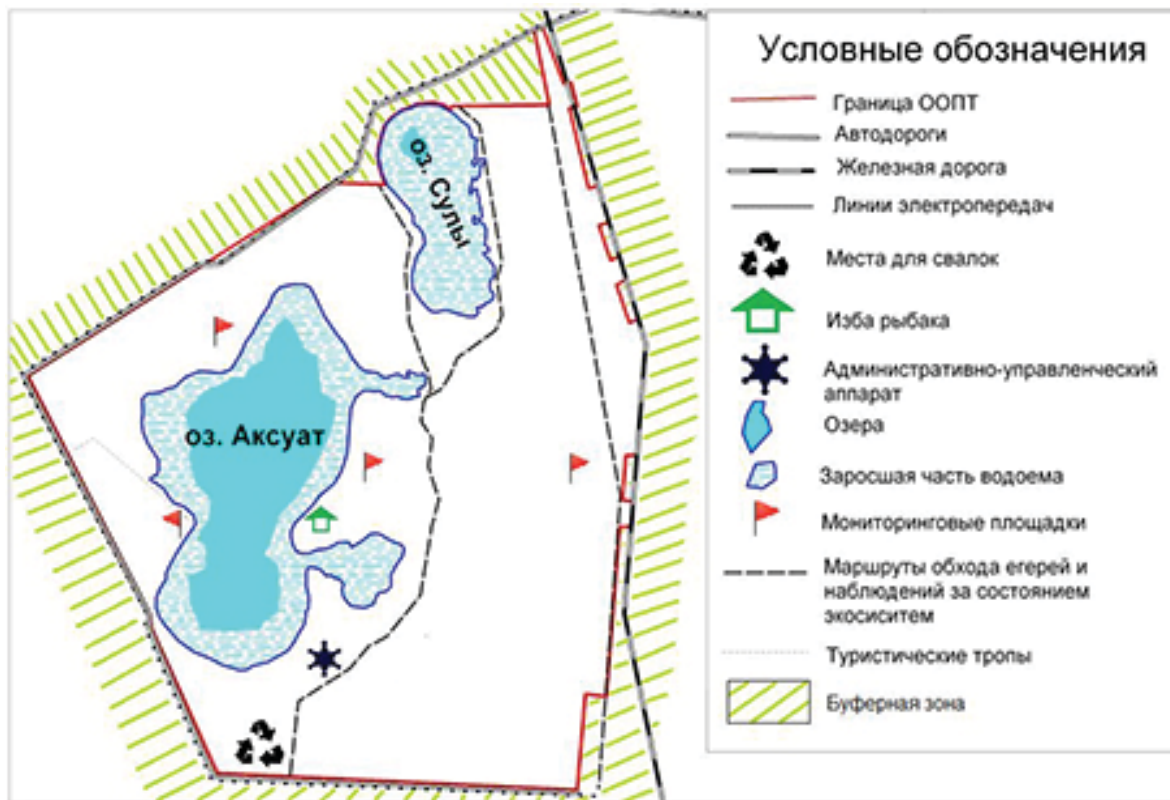 Условные обозначения
Граница ООПТ
Автодороги
Железная дорога
Линии электропередач
Места для свалок
Изба рыбака
Административно-управленческий
аппарат
Озера
Заросшая часть водоема
Мониторинговые площадки
Маршруты обхода егерей и
наблюдений за состоянием
экосиситем
Туристические тропы
Буферная зона
оз. Сулы
оз. Аксуат